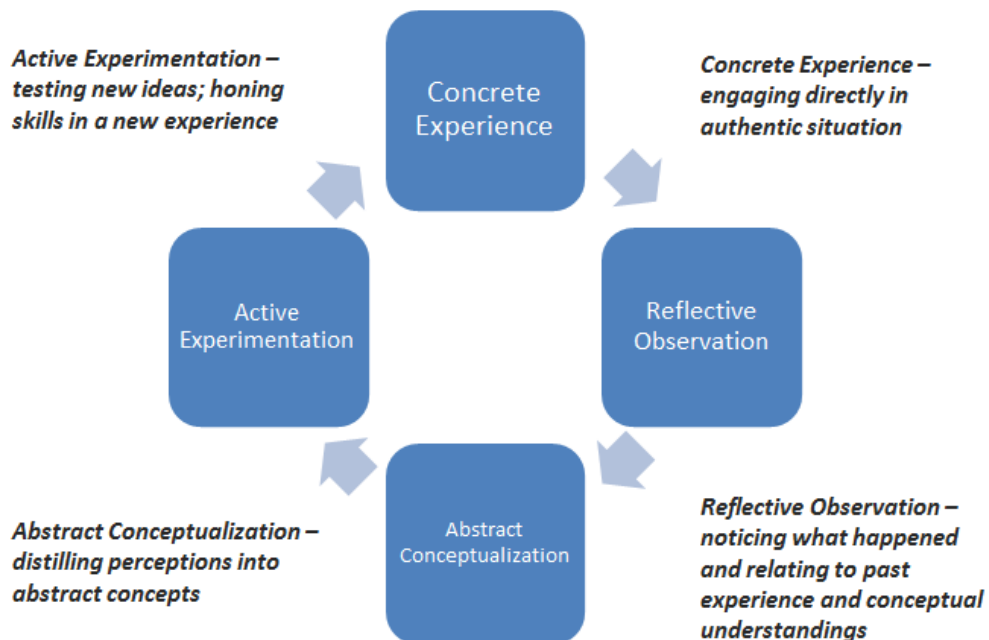 Active Experimentation –
testing new ideas; honing
skills in a new experience
Concrete
Experience
Concrete Experience –
engaging directly in
authentic situation
Active
Experimentation
Reflective
Observation
Abstract Conceptualization –
distilling perceptions into
abstract concepts
Abstract
Conceptualization
Reflective Observation –
noticing what happened
and relating to past
experience and conceptual
understandings